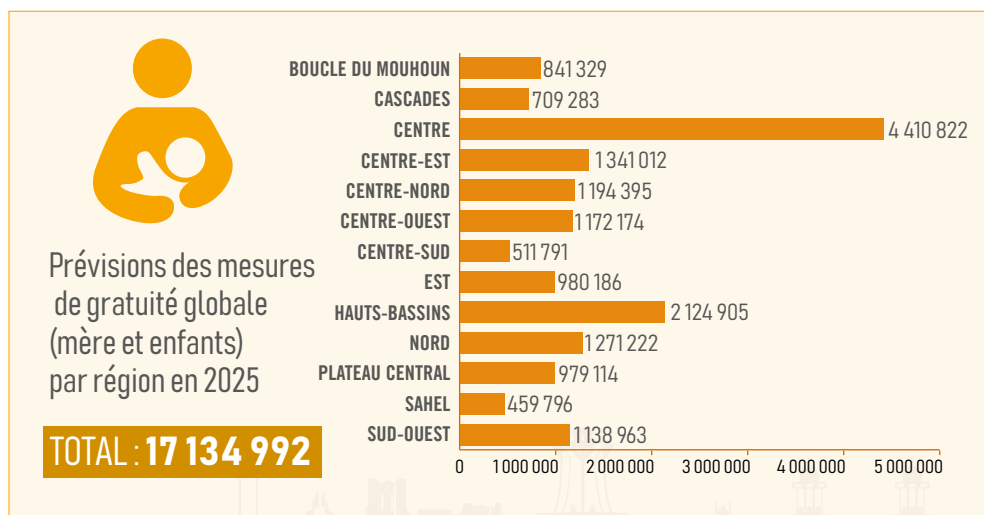 BOUCLE DU MOUHOUN 841 329
CASCADES 709 283
CENTRE 4 410 822
CENTRE-EST 1 341 012
CENTRE-NORD 1 194 395
CENTRE-OUEST 1 172 174
CENTRE-SUD 511 791
EST 980 186
HAUTS-BASSINS 2 124 905
NORD 1 271 222
PLATEAU CENTRAL 979 114
SAHEL 459 796
SUD-OUEST 1 138 963
0 1000 000 2000 000 3 000 000 4 000 000 5 000 000
Prévisions des mesures
de gratuité globale
(mère et enfants)
par région en 2025
TOTAL : 17 134 992